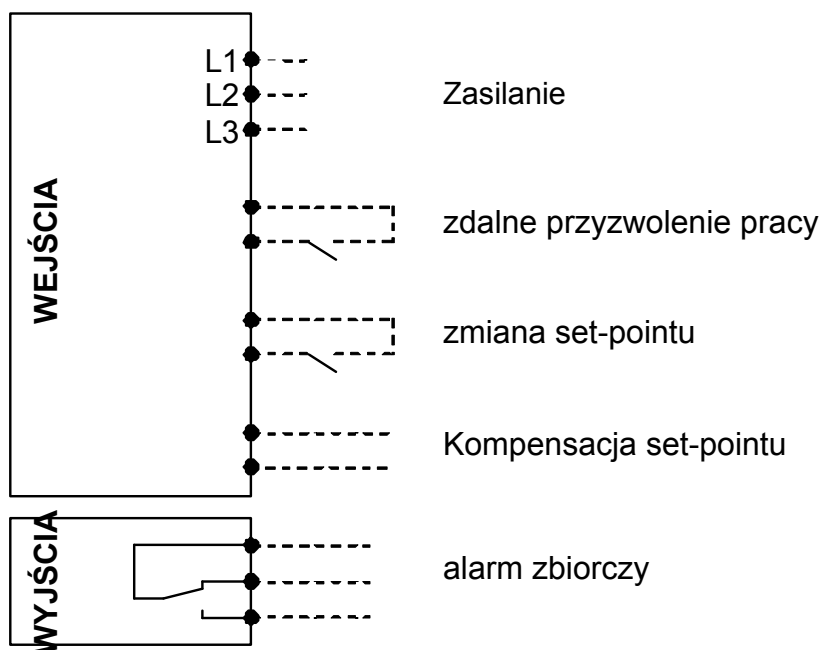 L1
L2
L3
Zasilanie
WEJŚCIA
zdalne przyzwolenie pracy
zmiana set-pointu
Kompensacja set-pointu
WYJŚCIA
alarm zbiorczy